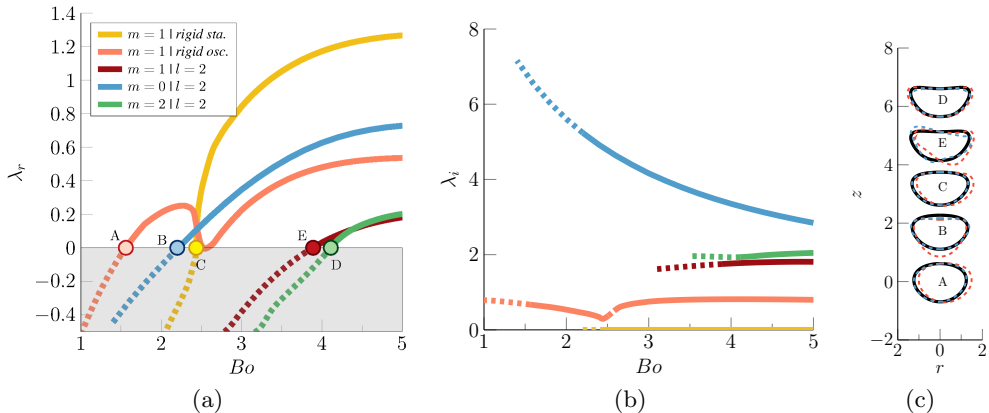 1.4
1.2
1
0.8
0.6
0.4
0.2
0
−0.2
−0.4
λr
m = 1 | rigid sta.
m = 1 | rigid osc.
m = 1 | l = 2
m = 0 | l = 2
m = 2 | l = 2
A
B
C
E
D
1 2 3 4 5
Bo
(a)
8
6
4
2
0
λi
1 2 3 4 5
Bo
(b)
8
6
4
2
0
−2
z
D
E
C
B
A
2 0 2
r
(c)